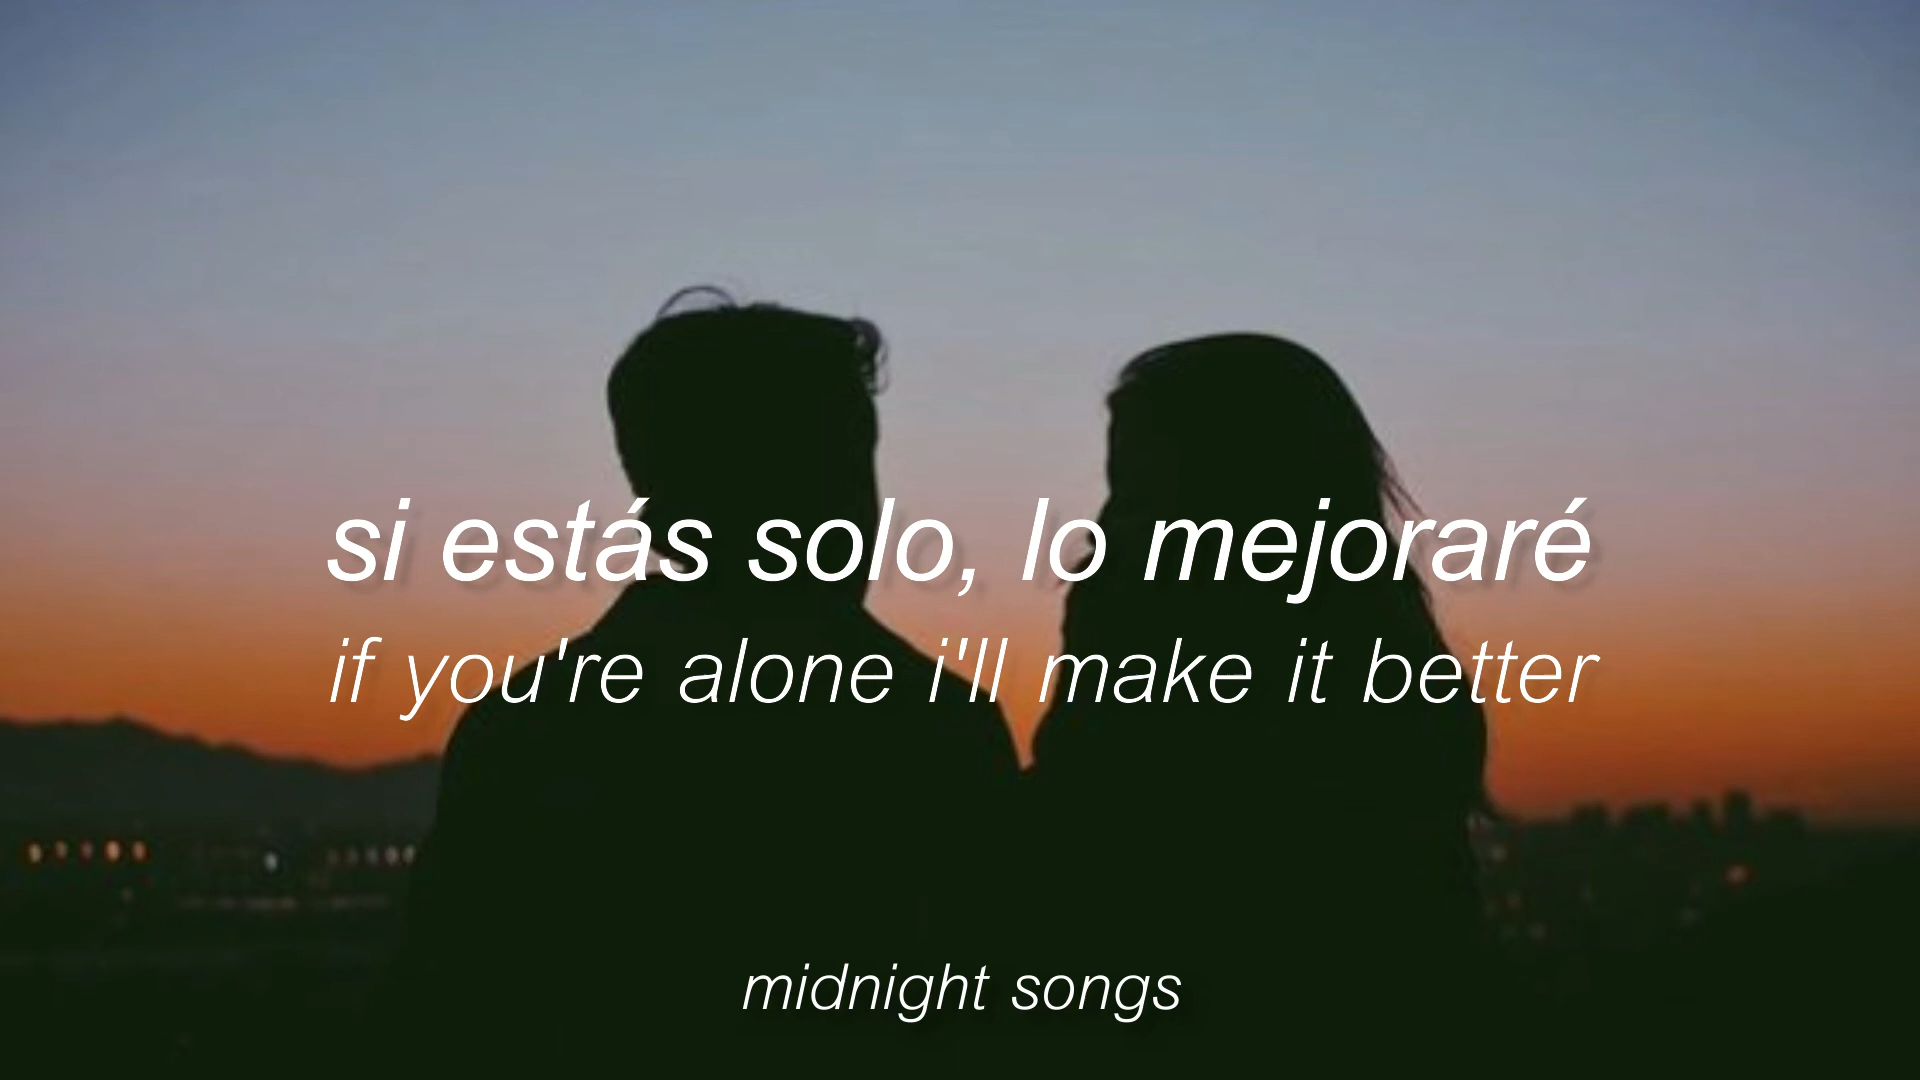 si estás solo, lo mejoraré
if you're alone i'll make it better
midnight songs